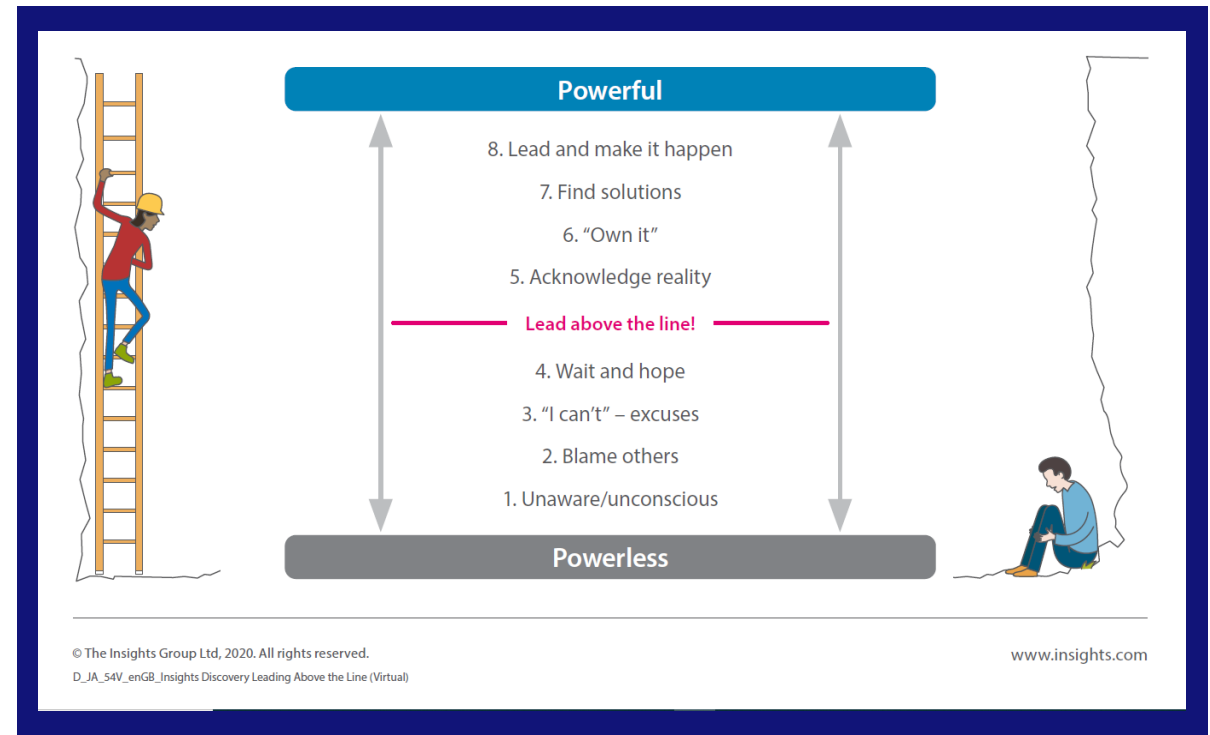 Powerful
8. Lead and make it happen
7. Find solutions
6. “Own it”
5. Acknowledge reality
Lead above the line!
4. Wait and hope
3. “I can’t” – excuses
2. Blame others
1. Unaware/unconscious
Powerless
© The Insights Group Ltd, 2020. All rights reserved.
www.insights.com
D_JA_54V_enGB_Insights Discovery Leading Above the Line (Virtual)